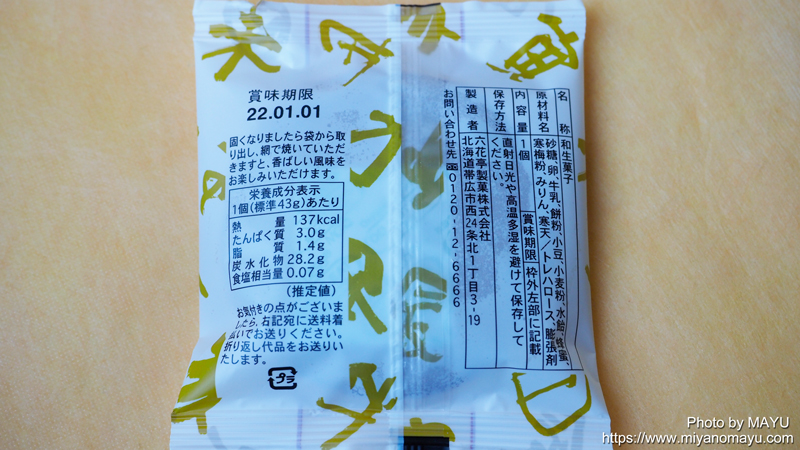 賞味期限
22.01.01
固くなりましたら袋から取
り出し、網で焼いていただ
きますと、香ばしい風味を
お楽しみいただけます。
栄養成分表示
1個(標準43g)あたり
熱量 137kcal
たんぱく質 3.0g
脂質 1.4g
炭水化物 28.2g
食塩相当量 0.07g
(推定値)
お気付きの点がございま
したら、右記宛に送料着
払いでお送りください。
折り返し代品をお送りい
たします。
プラ
名称 和生菓子
原材料名 砂糖、卵、牛乳、餅粉、小豆、小麦粉、水飴、蜂蜜、
寒梅粉、みりん、寒天/トレハロース、膨張剤
内容量 1個 賞味期限 枠外左部に記載
保存方法 直射日光や高温多湿を避けて保存して
ください。
製造者 六花亭製菓株式会社
北海道帯広市西24条北1丁目3-19
お問い合わせ先 0120-12-6666
Photo by MAYU
https://www.miyanomayu.com/